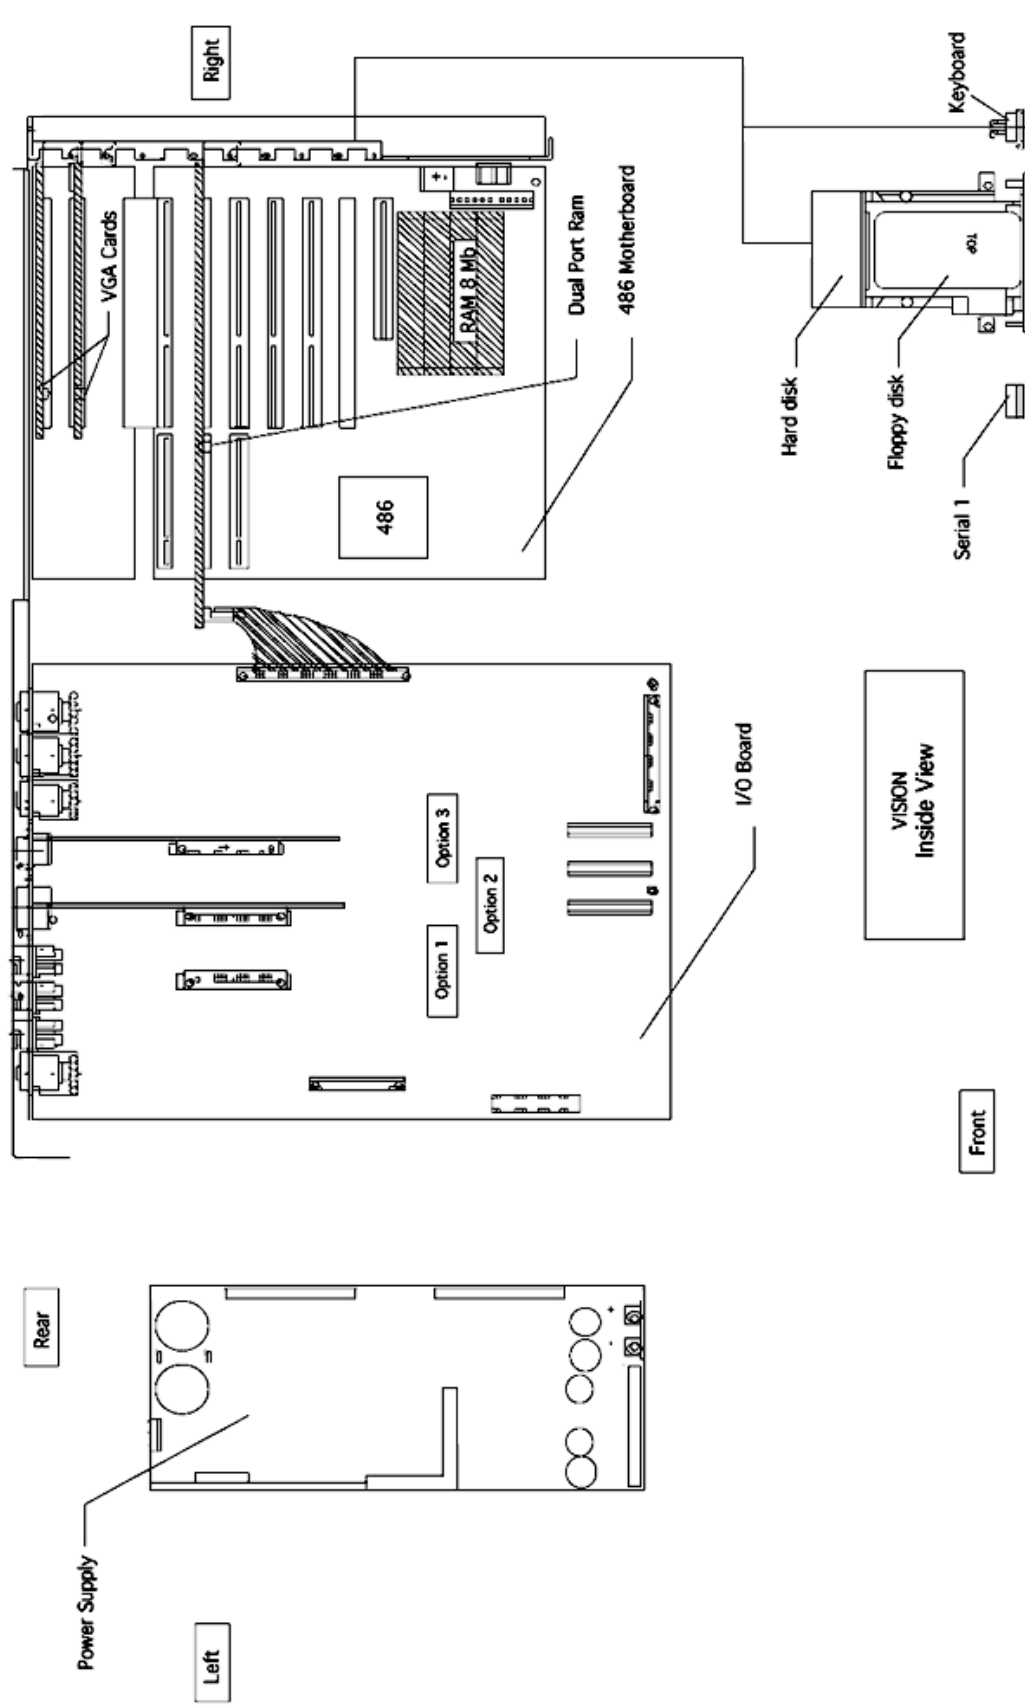 Rear
Left
Right
Power Supply
VGA Cards
RAM 8 Mb
+
-
486
Dual Port Ram
486 Motherboard
Option 1
Option 2
Option 3
I/O Board
+
-
Hard disk
Floppy disk
TOP
Keyboard
Serial 1
VISION
Inside View
Front